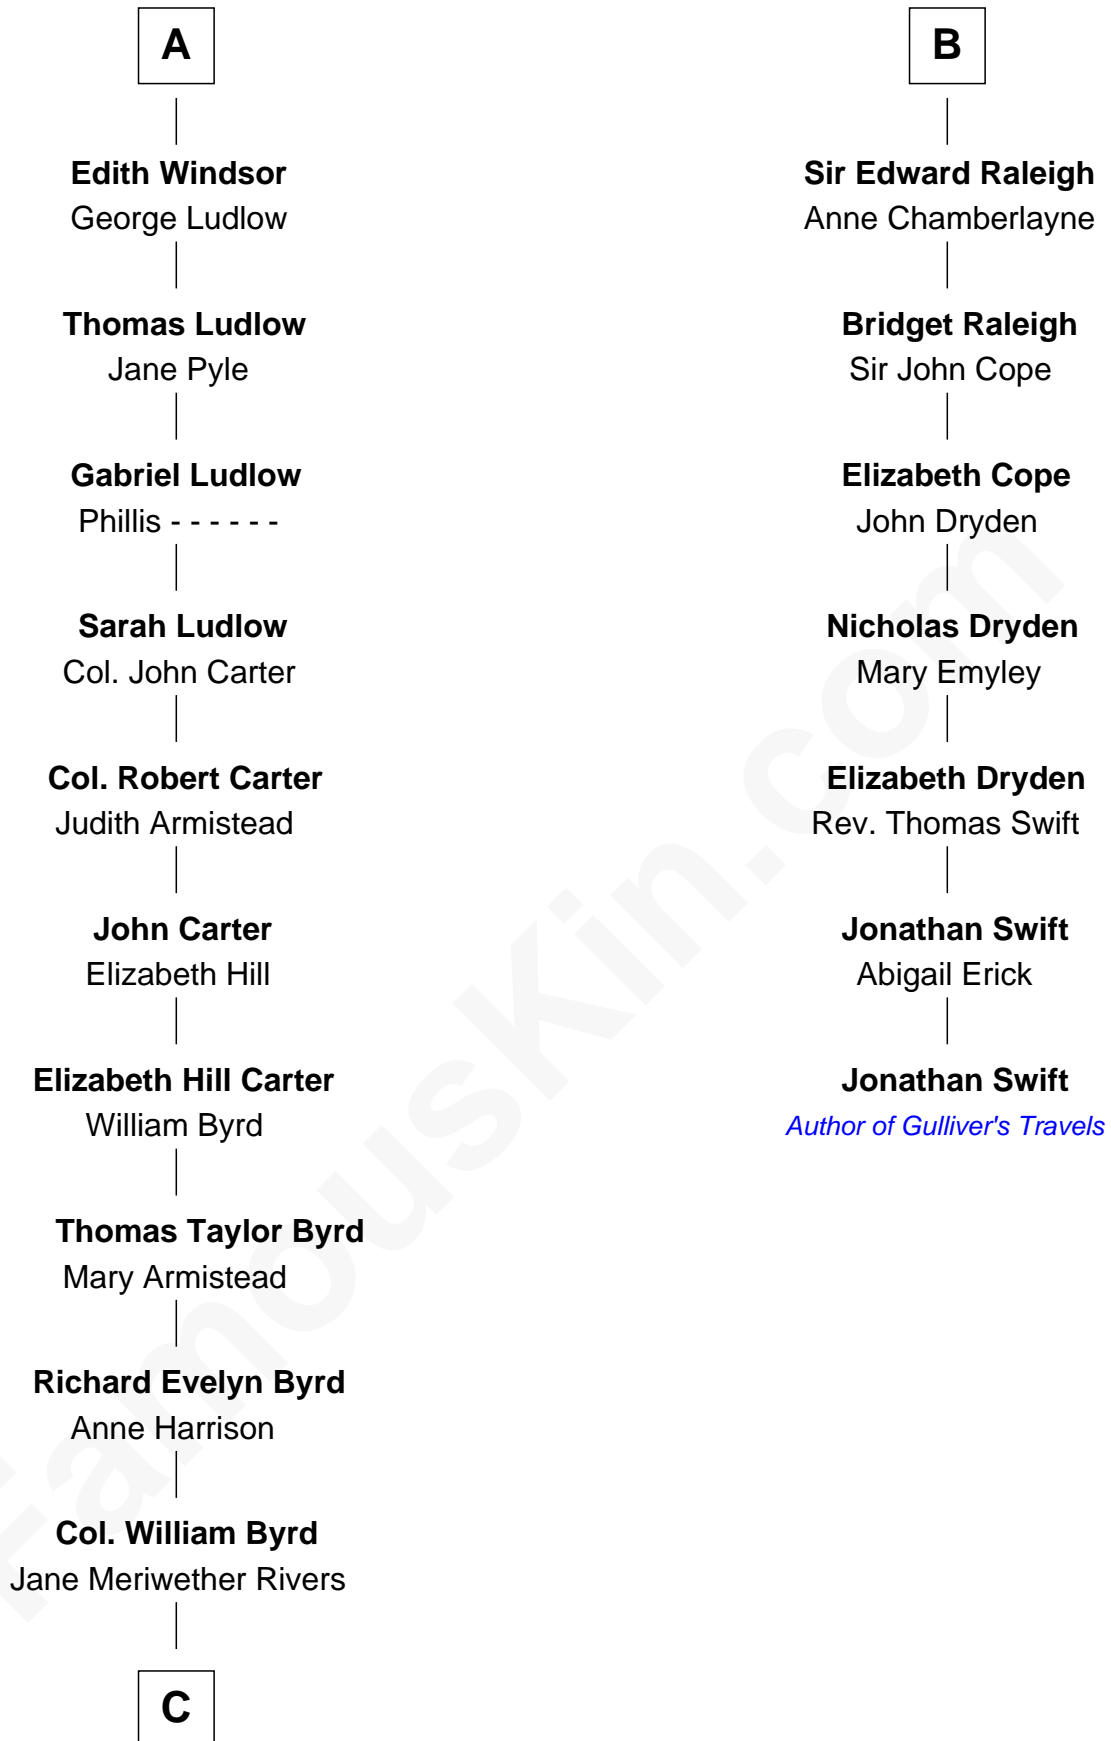 A
Edith Windsor
George Ludlow
Thomas Ludlow
Jane Pyle
Gabriel Ludlow
Phillis - - - - - -
Sarah Ludlow
Col. John Carter
Col. Robert Carter
Judith Armistead
John Carter
Elizabeth Hill
Elizabeth Hill Carter
William Byrd
Thomas Taylor Byrd
Mary Armistead
Richard Evelyn Byrd
Anne Harrison
Col. William Byrd
Jane Meriwether Rivers
C
B
Sir Edward Raleigh
Anne Chamberlayne
Bridget Raleigh
Sir John Cope
Elizabeth Cope
John Dryden
Nicholas Dryden
Mary Emyley
Elizabeth Dryden
Rev. Thomas Swift
Jonathan Swift
Abigail Erick
Jonathan Swift
Author of Gulliver's Travels
FamousKin.com